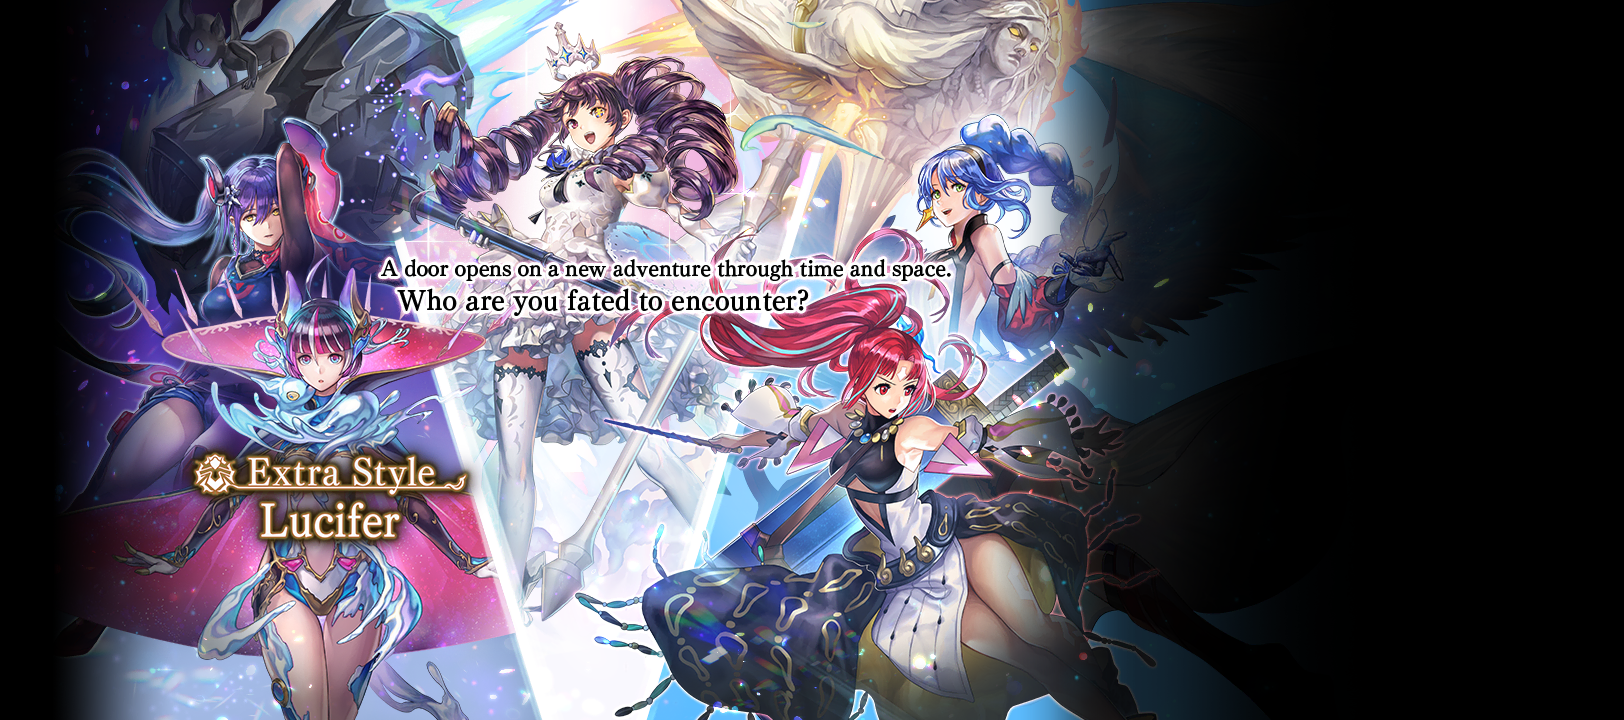 A door opens on a new adventure through time and space.
Who are you fated to encounter?
Extra Style
Lucifer